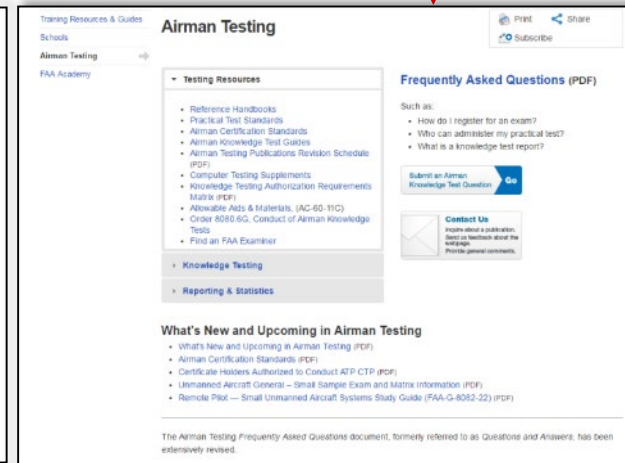 Training Resources & Guides
Schools
Airman Testing
FAA Academy
Airman Testing
Print
Share
Subscribe
Testing Resources
Reference Handbooks
Practical Test Standards
Airman Certification Standards
Airman Knowledge Test Guides
Airman Testing Publications Revision Schedule
(PDF)
Computer Testing Supplements
Knowledge Testing Authorization Requirements
Matrix (PDF)
Allowable Aids & Materials, (AC-60-11C)
Order 8080.6G, Conduct of Airman Knowledge
Tests
Find an FAA Examiner
Knowledge Testing
Reporting & Statistics
Frequently Asked Questions (PDF)
Such as:
How do I register for an exam?
Who can administer my practical test?
What is a knowledge test report?
Submit an Airman
Knowledge Test Question
Go
Contact Us
Inquire about a publication.
Send us feedback about the
webpage.
Provide general comments.
What's New and Upcoming in Airman Testing
What's New and Upcoming in Airman Testing (PDF)
Airman Certification Standards (PDF)
Certificate Holders Authorized to Conduct ATP CTP (PDF)
Unmanned Aircraft General – Small Sample Exam and Matrix Information (PDF)
Remote Pilot — Small Unmanned Aircraft Systems Study Guide (FAA-G-8082-22) (PDF)
The Airman Testing Frequently Asked Questions document, formerly referred to as Questions and Answers, has been
extensively revised.